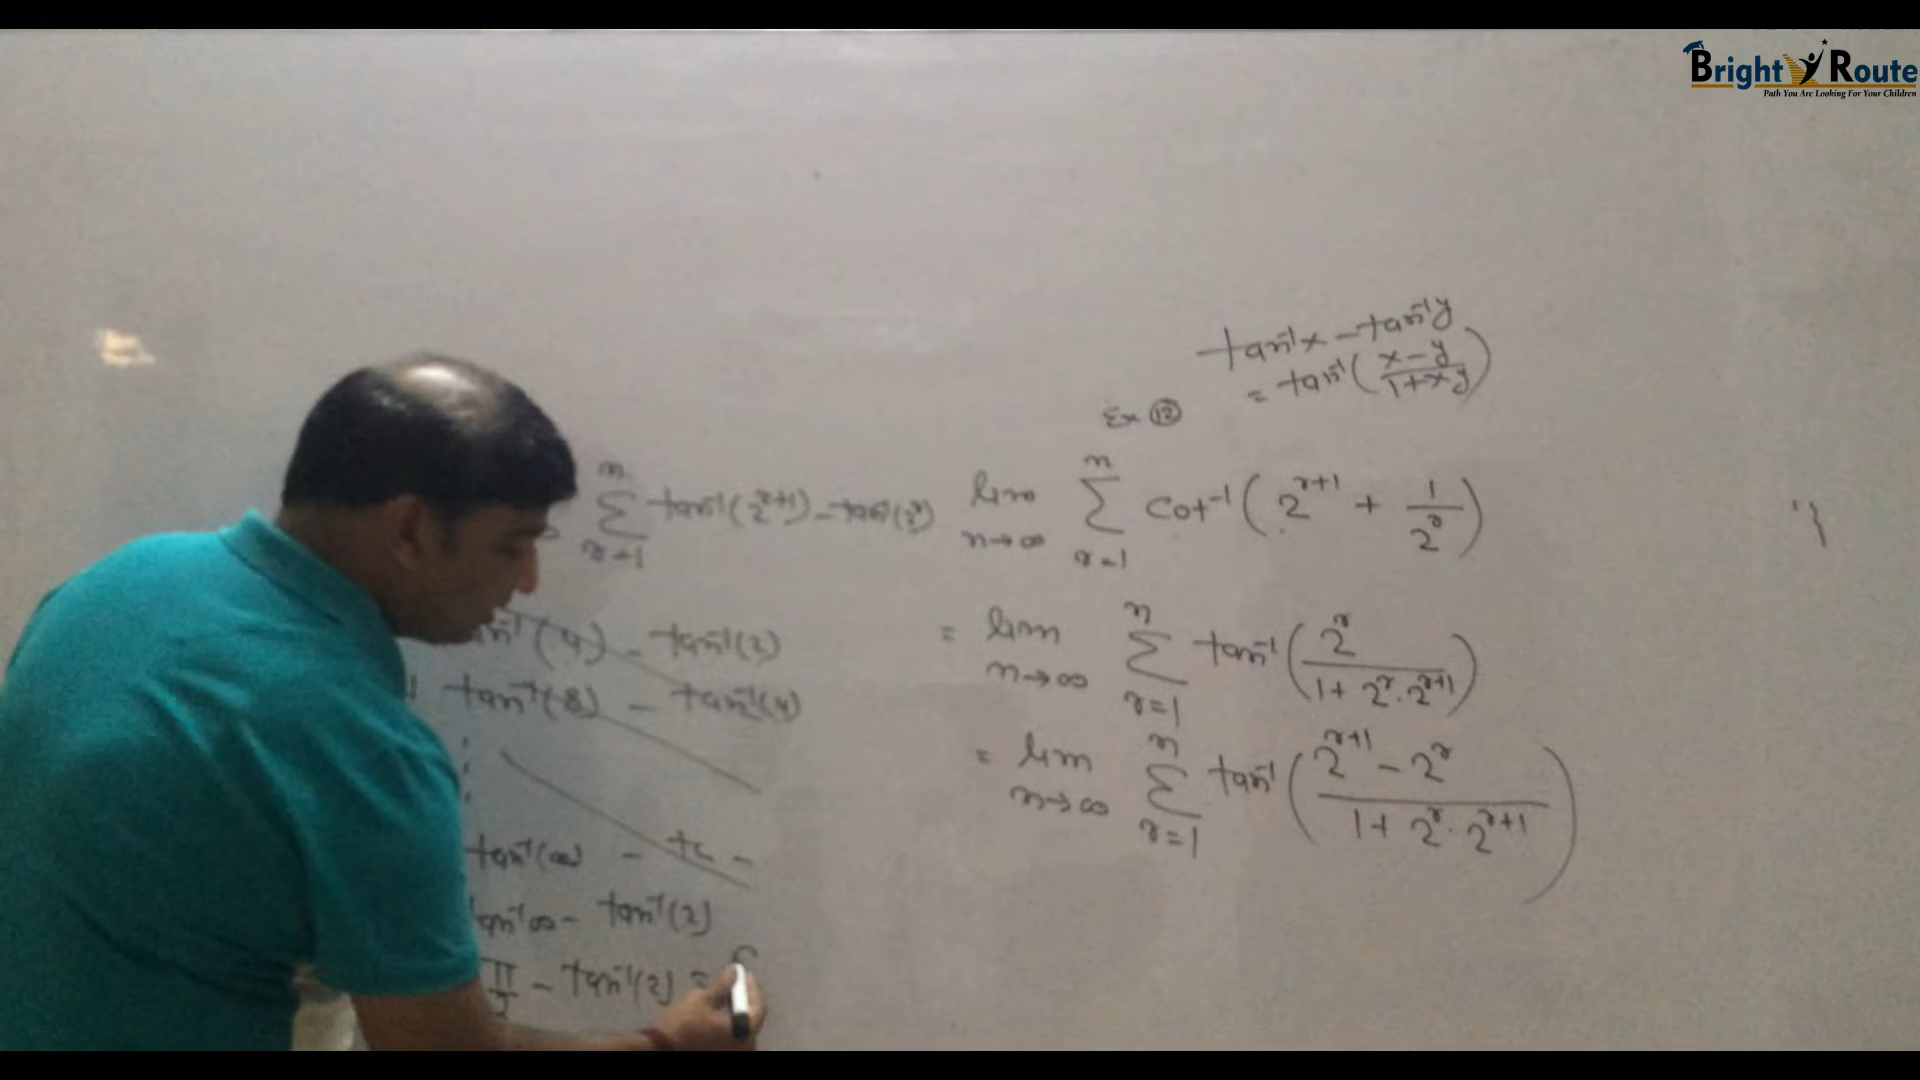 Bright Route
Path You Are Looking For Your Children
tan⁻¹x - tan⁻¹y
= tan⁻¹(x-y/1+xy)
Ex 12
lim n→∞ Σ r=1 n cot⁻¹(2^(r+1) + 1/2^r)
= lim n→∞ Σ r=1 n tan⁻¹(2^r/1+2^r.2^(r+1))
= lim n→∞ Σ r=1 n tan⁻¹(2^(r+1) - 2^r/1+2^r.2^(r+1))
Σ r=1 n tan⁻¹(2^(r+1)) - tan⁻¹(2^r)
tan⁻¹(4) - tan⁻¹(2)
tan⁻¹(8) - tan⁻¹(4)
tan⁻¹(∞) -
tan⁻¹∞ - tan⁻¹(2)
π/2 - tan⁻¹(2) =